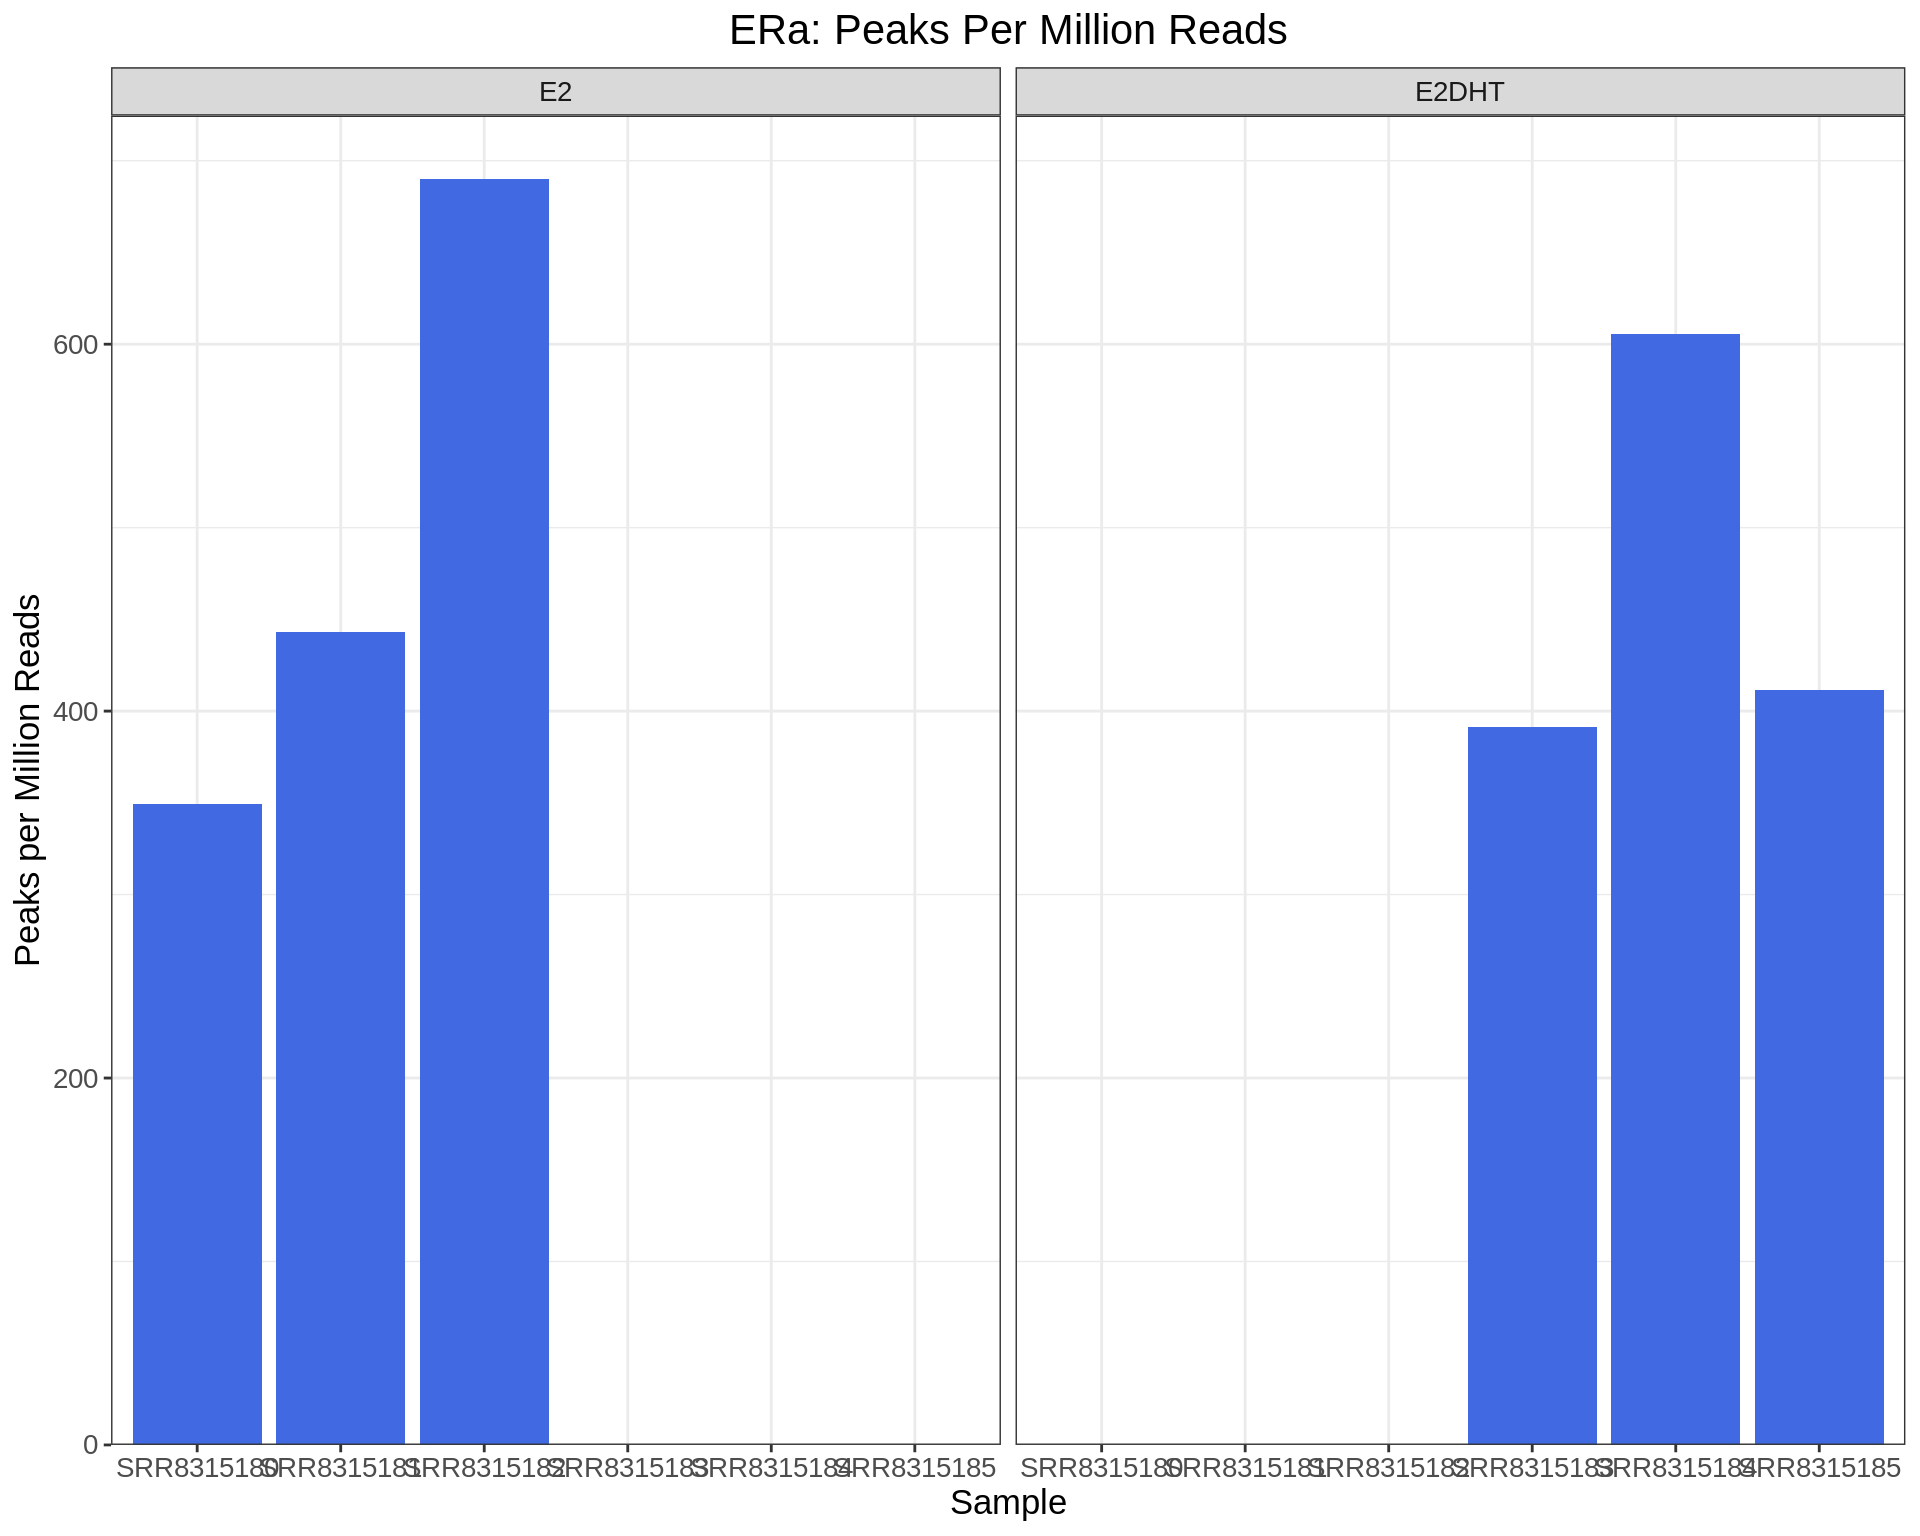 ERa: Peaks Per Million Reads
E2
E2DHT
Peaks per Million Reads
600
400
200
0
SRR8315180 SRR8315181 SRR8315182 SRR8315183 SRR8315184 SRR8315185
SRR8315180 SRR8315181 SRR8315182 SRR8315183 SRR8315184 SRR8315185
Sample